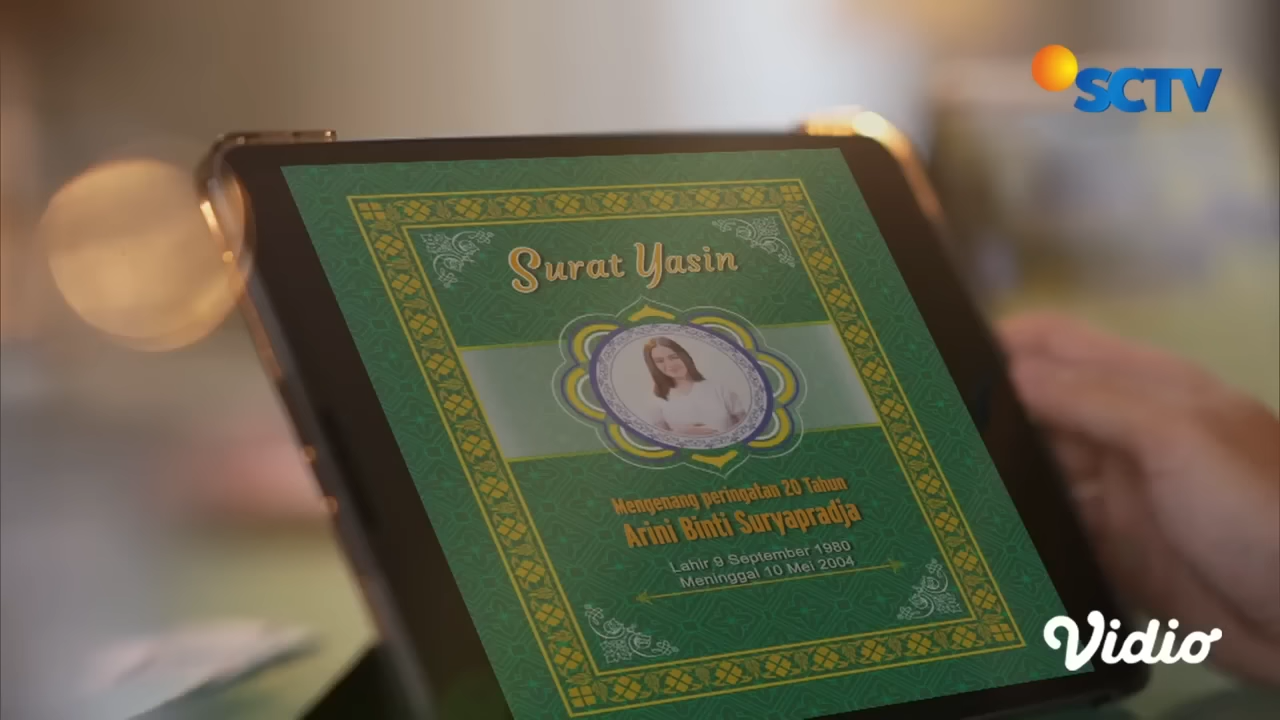 SCTV
Surat Yasin
Mengenang peringatan 20 Tahun
Arini Binti Suryapradja
Lahir 9 September 1980
Meninggal 10 Mei 2004
Vidio